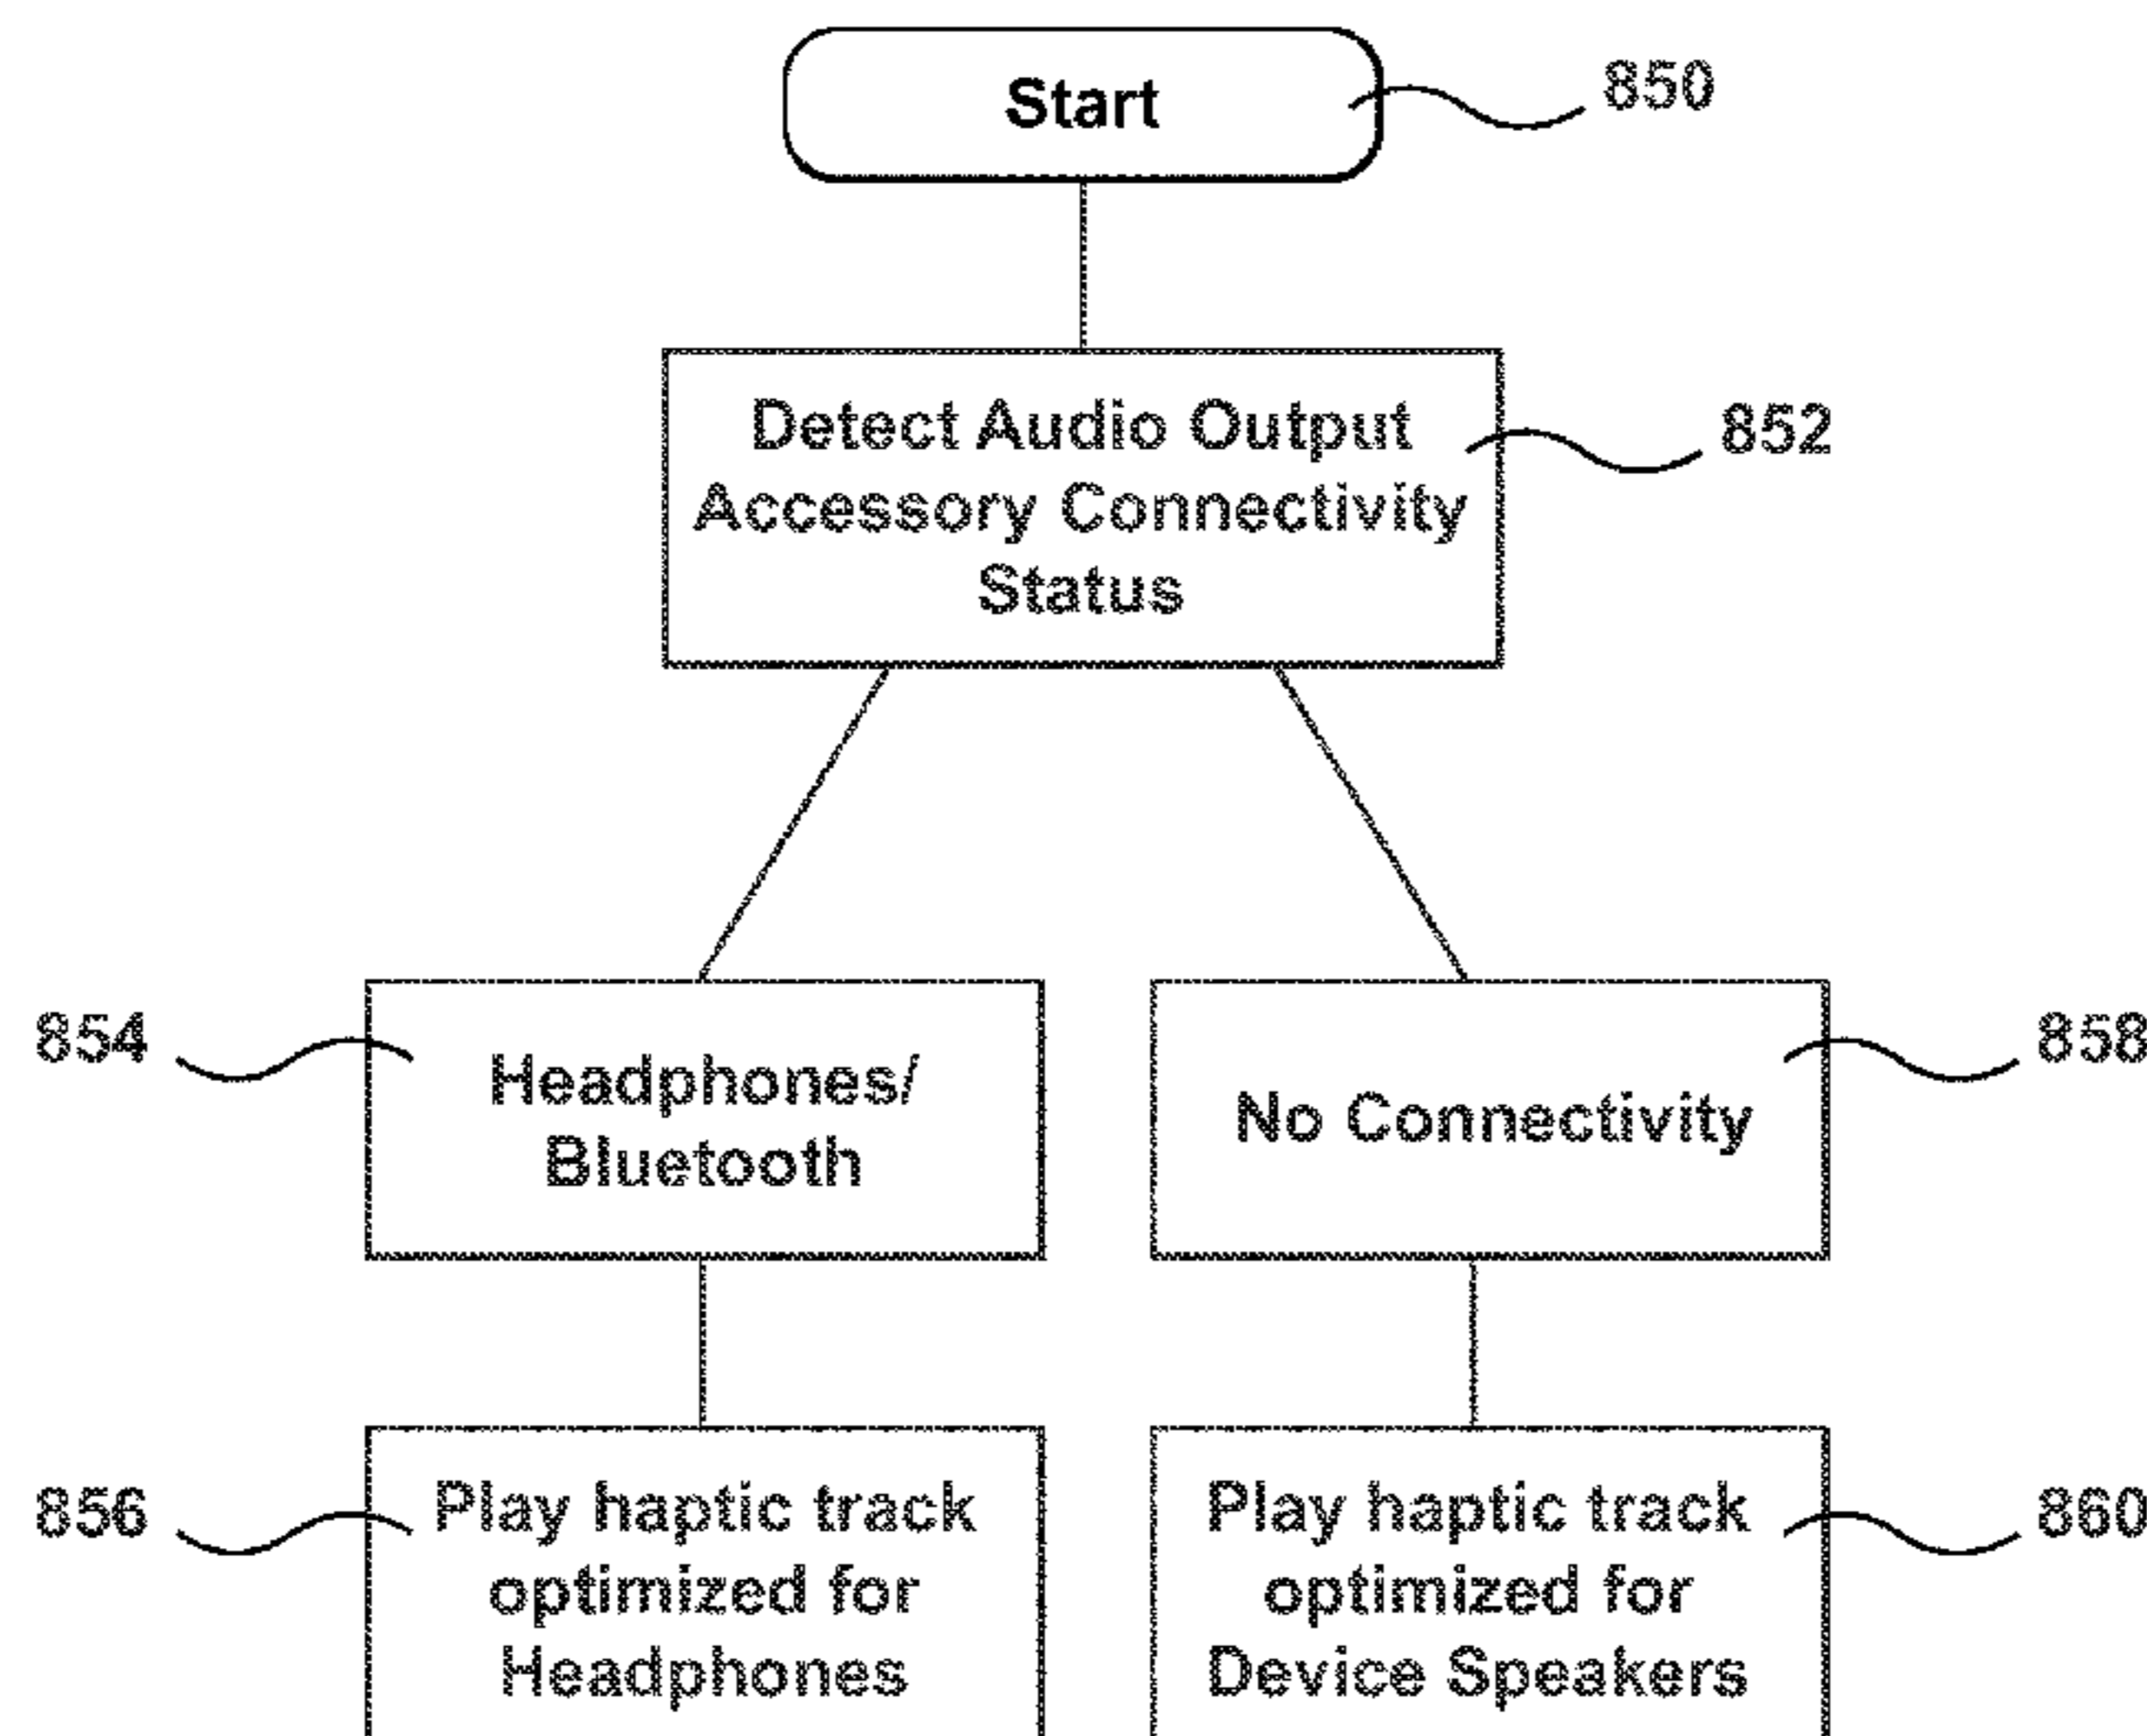 Start
850
Detect Audio Output
Accessory Connectivity
Status
852
854
Headphones/
Bluetooth
No Connectivity
858
856
Play haptic track
optimized for
Headphones
Play haptic track
optimized for
Device Speakers
860